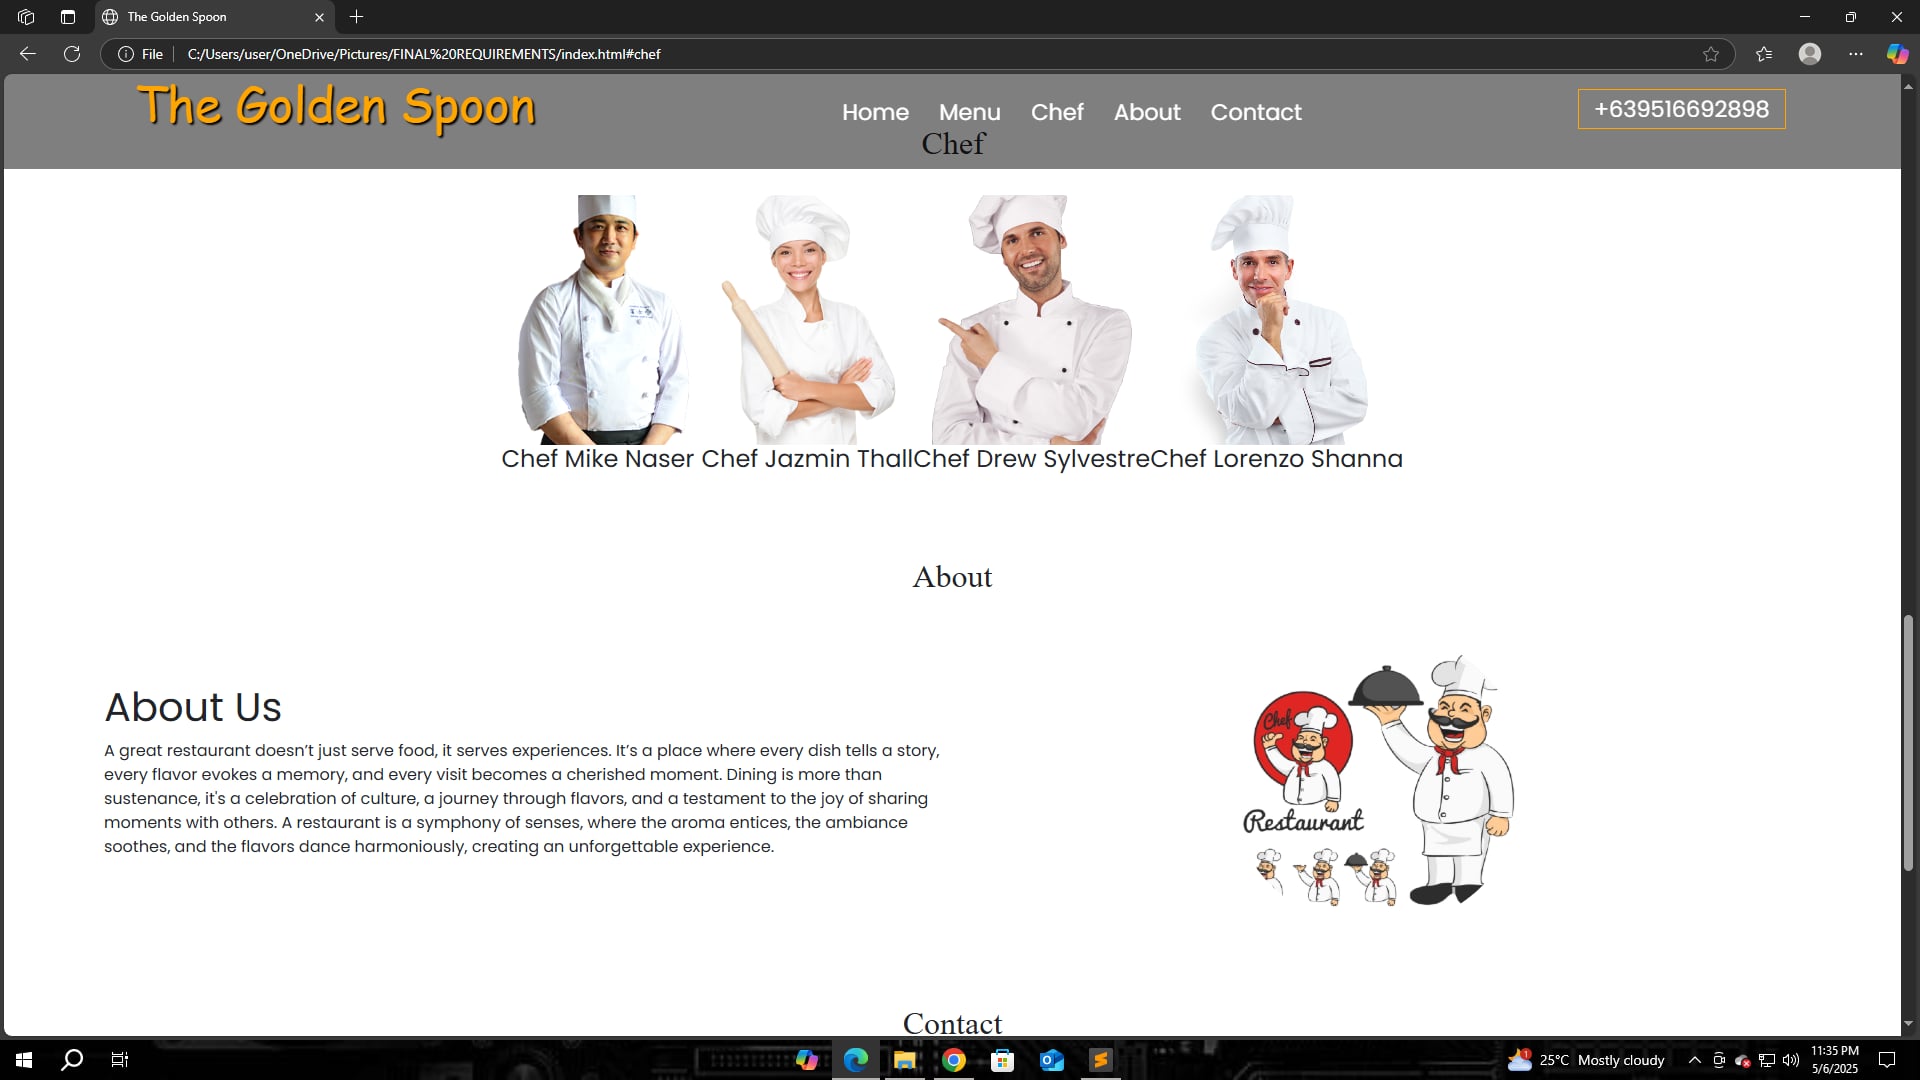 The Golden Spoon
File
C:/Users/user/OneDrive/Pictures/FINAL%20REQUIREMENTS/index.html#chef
The Golden Spoon
Home Menu Chef About Contact
+639516692898
Chef
Chef Mike Naser Chef Jazmin ThallChef Drew SylvestreChef Lorenzo Shanna
About
About Us
A great restaurant doesn’t just serve food, it serves experiences. It’s a place where every dish tells a story,
every flavor evokes a memory, and every visit becomes a cherished moment. Dining is more than
sustenance, it's a celebration of culture, a journey through flavors, and a testament to the joy of sharing
moments with others. A restaurant is a symphony of senses, where the aroma entices, the ambiance
soothes, and the flavors dance harmoniously, creating an unforgettable experience.
Chef
Restaurant
Contact
1
25°C Mostly cloudy
11:35 PM
5/6/2025